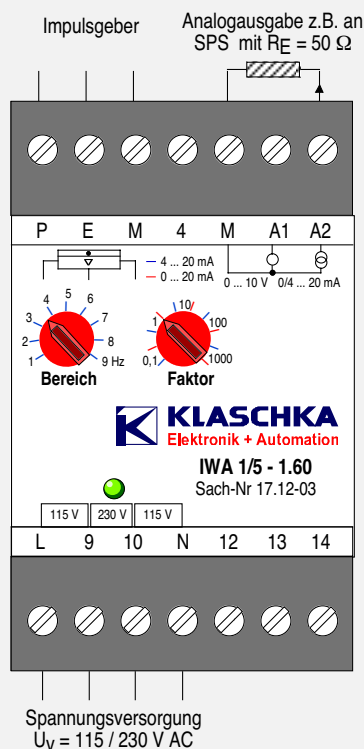 Impulsgeber
Analogausgabe z.B. an
SPS mit RE = 50 Ω
P E M 4 M A1 A2
4 ... 20 mA
0 ... 20 mA
0 ... 10 V 0/4 ... 20 mA
1 2 3 4 5 6 7 8 9 Hz
0,1 1 10 100 1000
Bereich Faktor
KLASCHKA
Elektronik + Automation
IWA 1/5 - 1.60
Sach-Nr 17.12-03
115 V 230 V 115 V
L 9 10 N 12 13 14
Spannungsversorgung
UV = 115 / 230 V AC